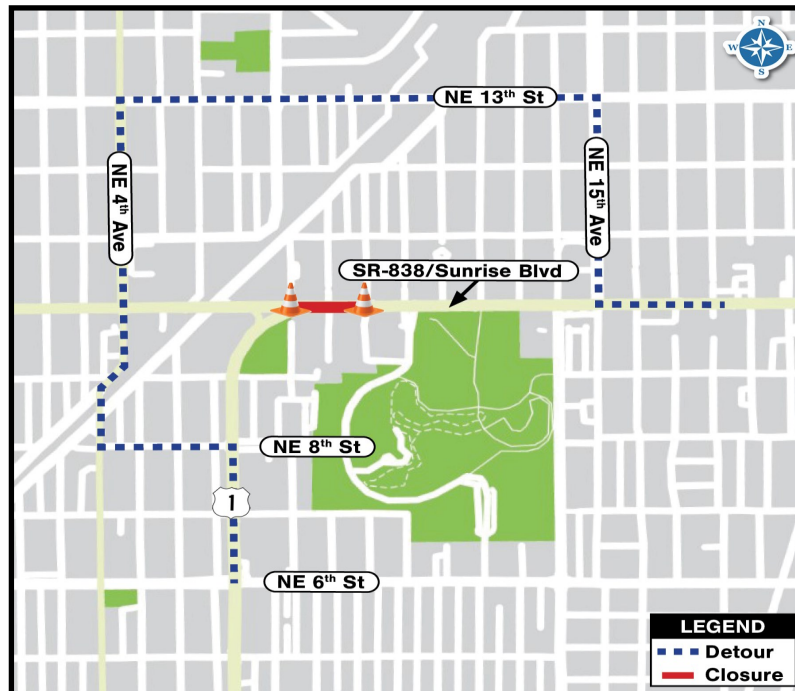 N
W E
S
NE 13th St
NE 4th Ave
NE 15th Ave
SR-838/Sunrise Blvd
NE 8th St
1
NE 6th St
LEGEND
Detour
Closure